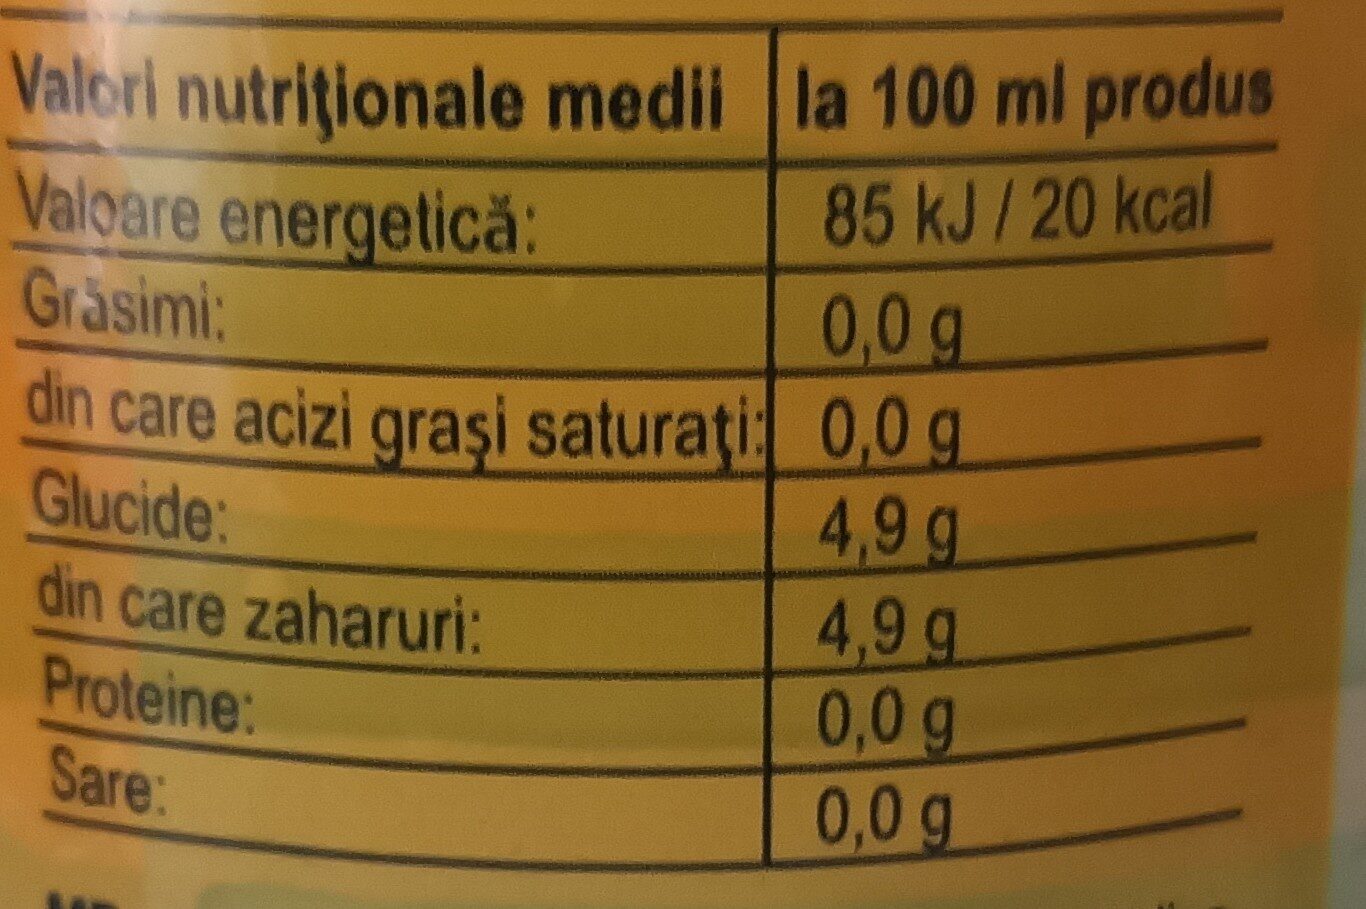 Valori nutriţionale medii la 100 ml produs
Valoare energetică: 85 kJ / 20 kcal
Grăsimi: 0,0 g
din care acizi graşi saturaţi: 0,0 g
Glucide: 4,9 g
din care zaharuri: 4,9 g
Proteine: 0,0 g
Sare: 0,0 g